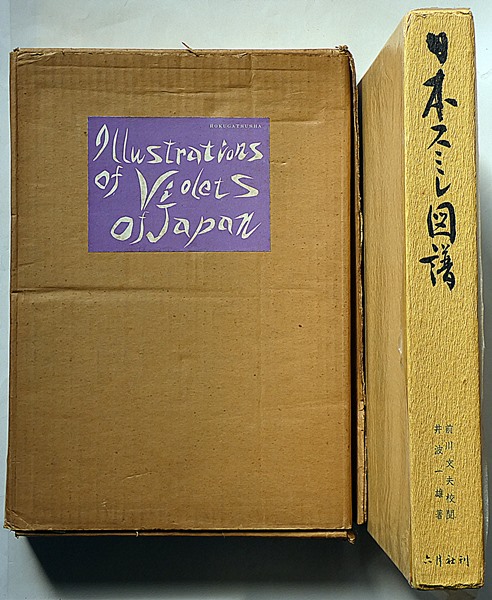 HOKUGATHUSHA
Illustrations
of Violets
of Japan
日本スミレ図譜
前川文夫校閲
井波一雄著
六月社刊